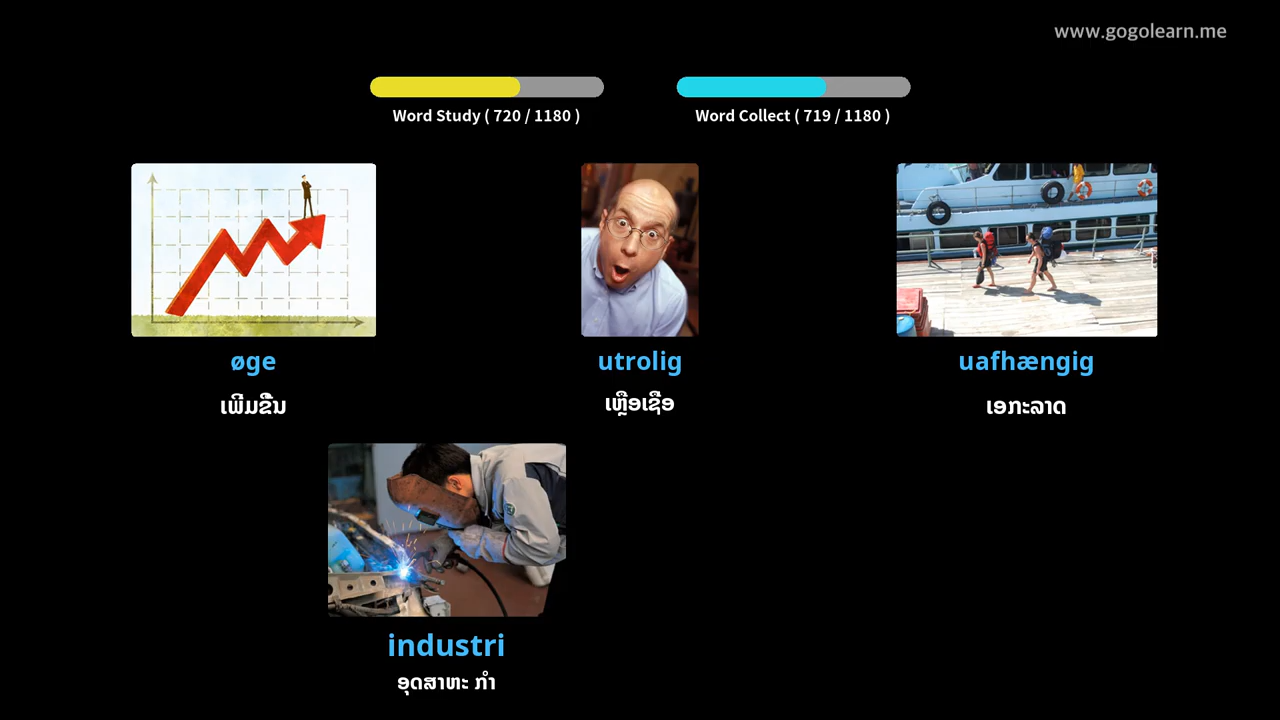 www.gogolearn.me
Word Study ( 720 / 1180 )
Word Collect ( 719 / 1180 )
øge
utrolig
uafhængig
ເພີມຂື້ນ
ເຫຼືອເຊື່ອ
ເອກະລາດ
industri
ອຸດສາຫະ ກຳ